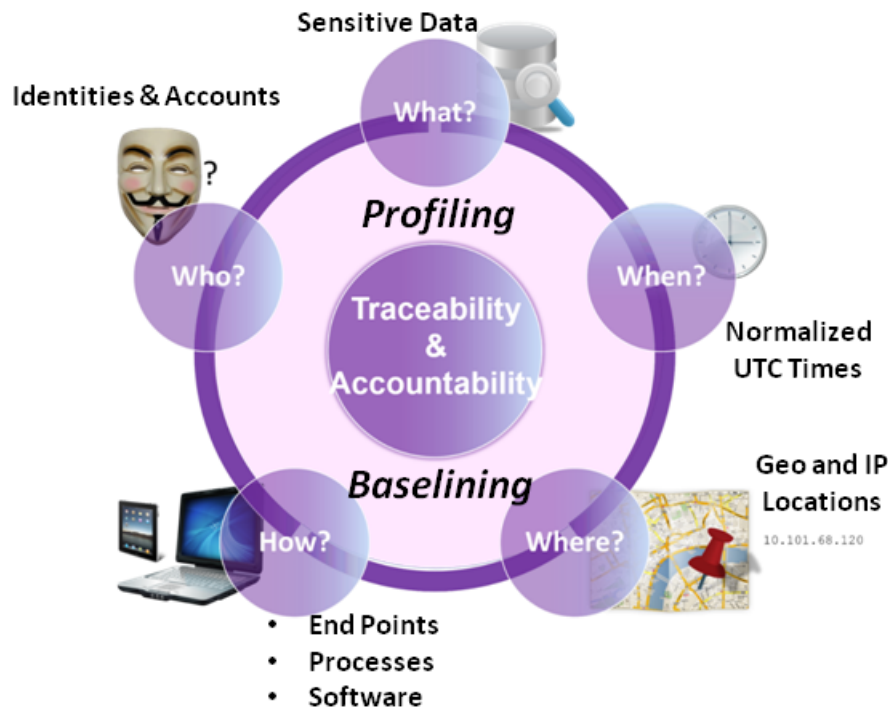 Sensitive Data
What?
Identities & Accounts
?
Who?
Profiling
When?
Normalized
UTC Times
Traceability
&
Accountability
Baselining
Geo and IP
Locations
10.101.68.120
Where?
How?
• End Points
• Processes
• Software